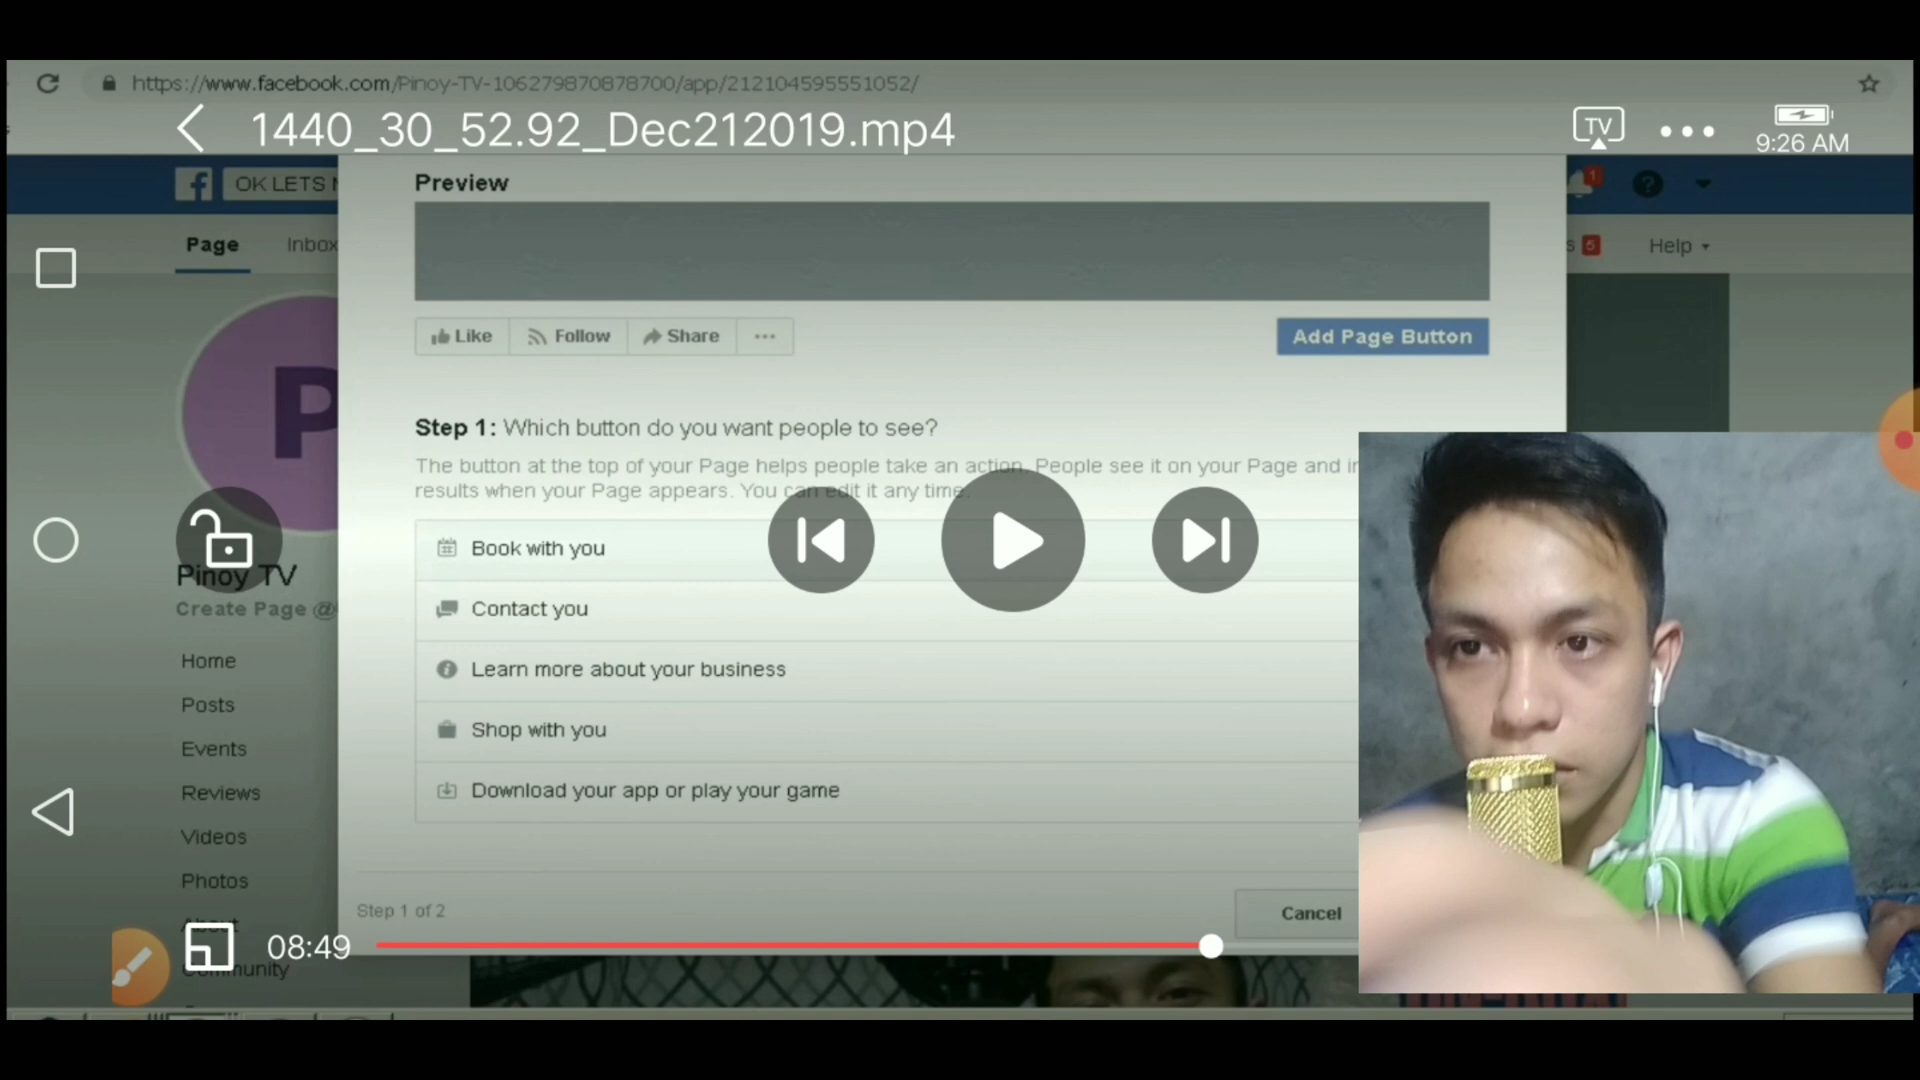 https://www.facebook.com/Pinoy-TV-106279870878700/app/212104595551052/
1440_30_52.92_Dec212019.mp4
TV
9:26 AM
OK LETS
Preview
1
Page
Inbox
5
Help
P
Like
Follow
Share
Add Page Button
Step 1: Which button do you want people to see?
The button at the top of your Page helps people take an action. People see it on your Page and in
results when your Page appears. You can edit it any time.
Book with you
Contact you
Learn more about your business
Shop with you
Download your app or play your game
Pinoy TV
Create Page @
Home
Posts
Events
Reviews
Videos
Photos
About
Community
Step 1 of 2
Cancel
08:49